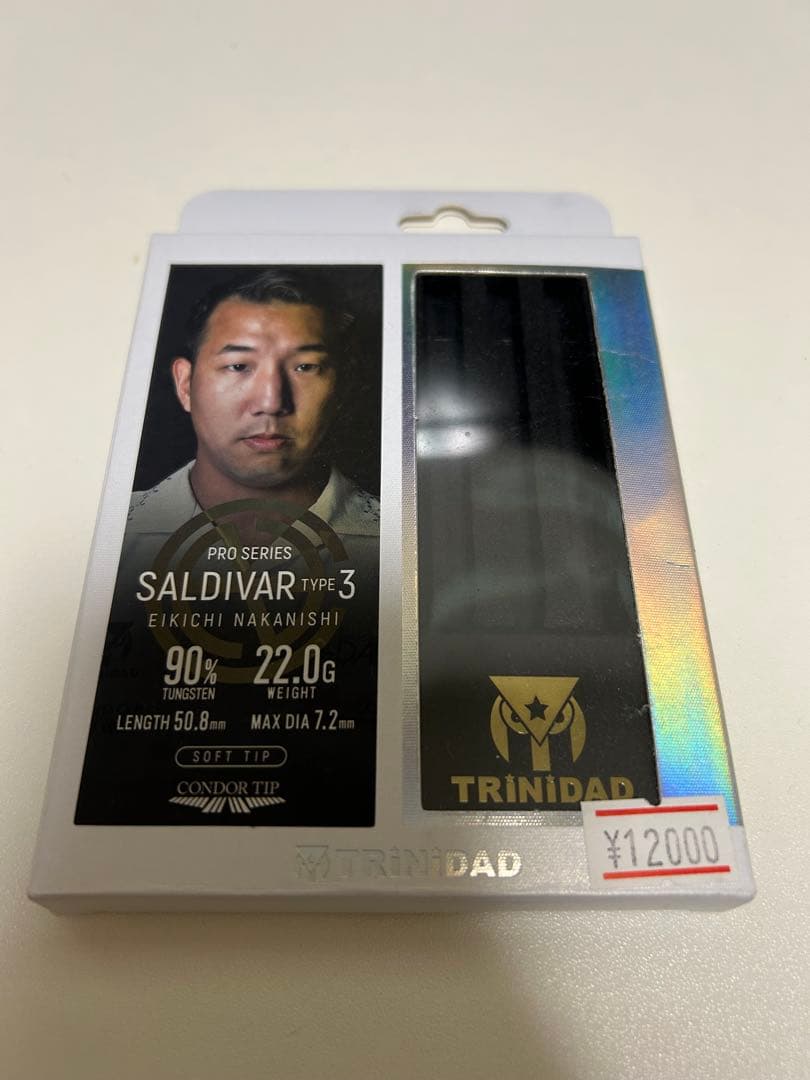 PRO SERIES
SALDIVAR TYPE 3
EIKICHI NAKANISHI
90% 22.0G
TUNGSTEN WEIGHT
LENGTH 50.8mm MAX DIA 7.2mm
SOFT TIP
CONDOR TIP
TRiNiDAD
TRiNiDAD
¥12000